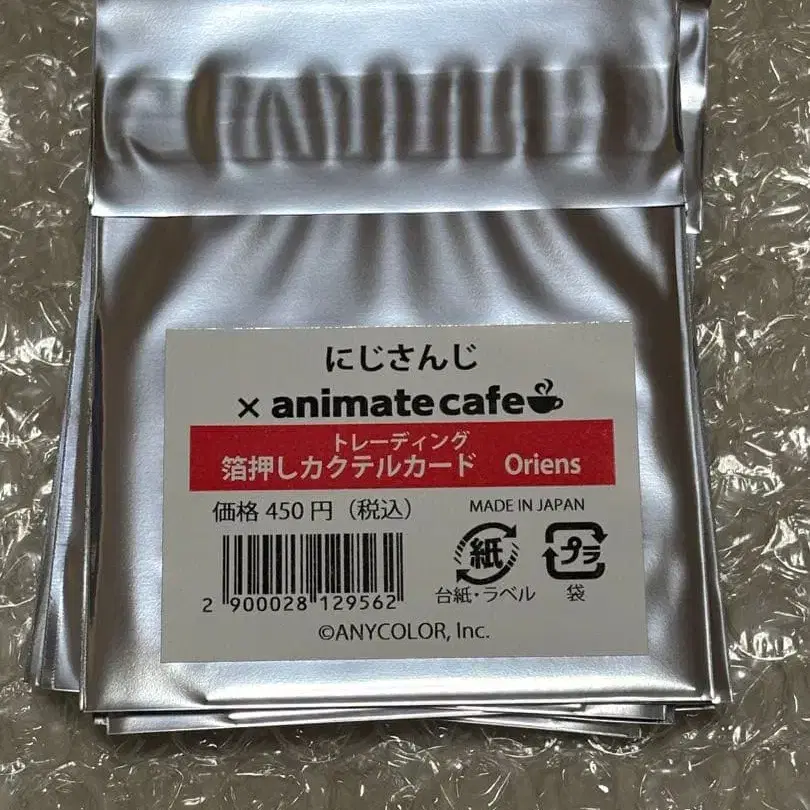 にじさんじ
× animatecafe
トレーディング
箔押しカクテルカード Oriens
価格 450 円（税込）
MADE IN JAPAN
紙
プラ
台紙・ラベル
袋
2 900028 129562
©ANYCOLOR, Inc.